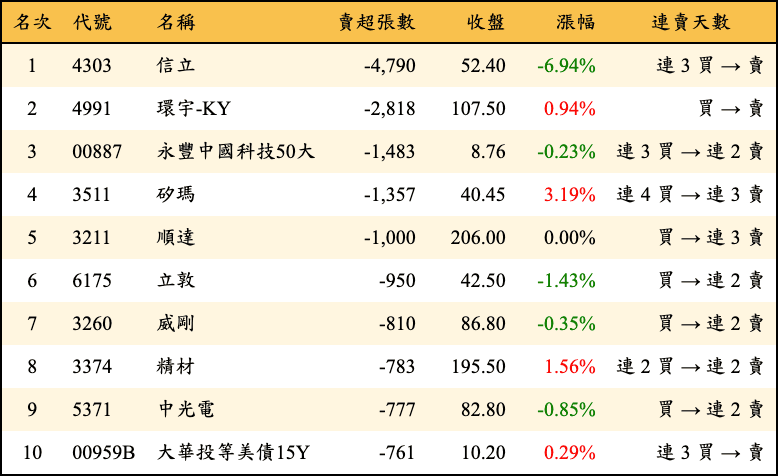 名次 代號 名稱 賣超張數 收盤 漲幅 連賣天數
1 4303 信立 -4,790 52.40 -6.94% 連 3 買 → 賣
2 4991 環宇-KY -2,818 107.50 0.94% 買 → 賣
3 00887 永豐中國科技50大 -1,483 8.76 -0.23% 連 3 買 → 連 2 賣
4 3511 矽瑪 -1,357 40.45 3.19% 連 4 買 → 連 3 賣
5 3211 順達 -1,000 206.00 0.00% 買 → 連 3 賣
6 6175 立敦 -950 42.50 -1.43% 買 → 連 2 賣
7 3260 威剛 -810 86.80 -0.35% 買 → 連 2 賣
8 3374 精材 -783 195.50 1.56% 連 2 買 → 連 2 賣
9 5371 中光電 -777 82.80 -0.85% 買 → 連 2 賣
10 00959B 大華投等美債15Y -761 10.20 0.29% 連 3 買 → 賣